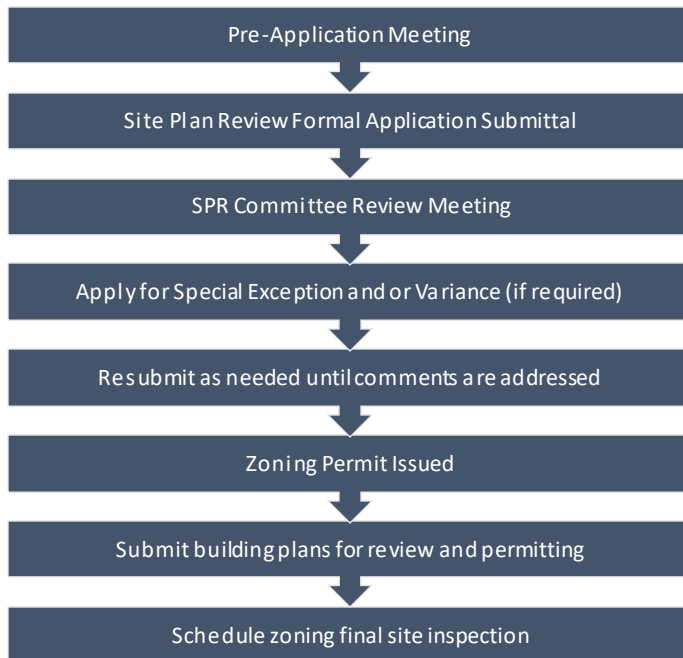 Pre-Application Meeting
Site Plan Review Formal Application Submittal
SPR Committee Review Meeting
Apply for Special Exception and or Variance (if required)
Resubmit as needed until comments are addressed
Zoning Permit Issued
Submit building plans for review and permitting
Schedule zoning final site inspection